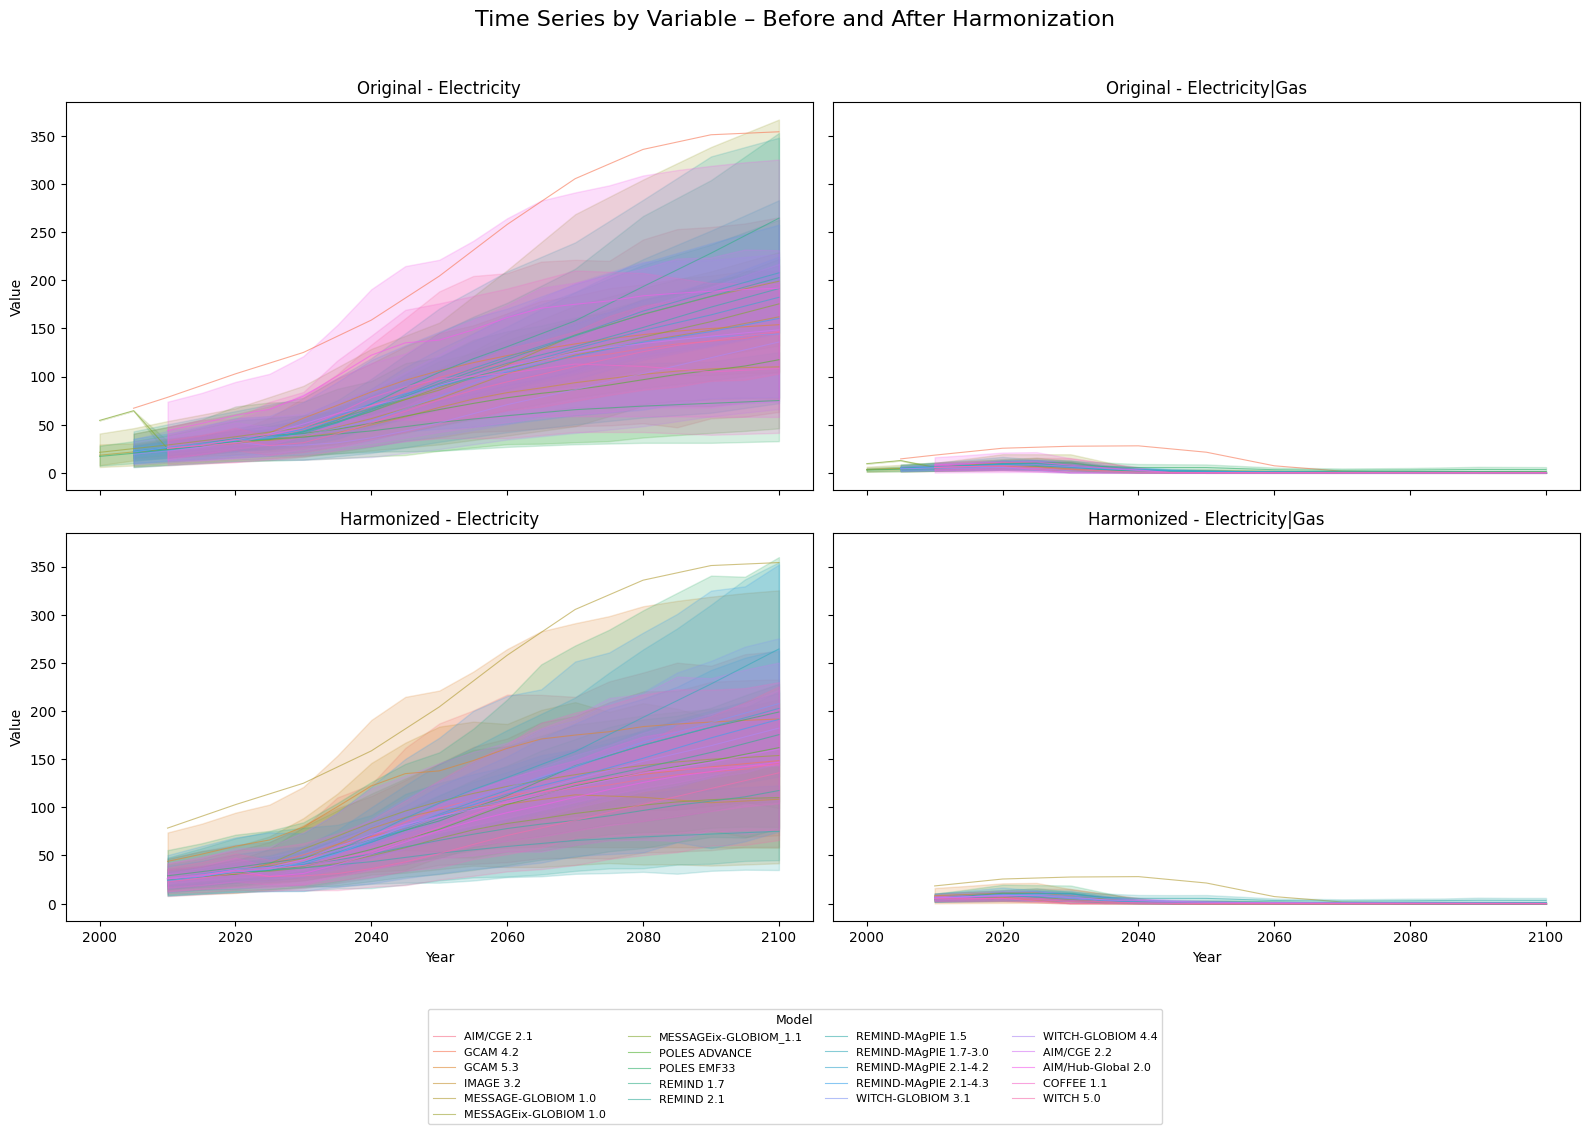 Time Series by Variable – Before and After Harmonization
Original - Electricity
Original - Electricity|Gas
Value
350
300
250
200
150
100
50
0
Harmonized - Electricity
Harmonized - Electricity|Gas
Value
350
300
250
200
150
100
50
0
2000 2020 2040 2060 2080 2100
2000 2020 2040 2060 2080 2100
Year
Year
Model
AIM/CGE 2.1
GCAM 4.2
GCAM 5.3
IMAGE 3.2
MESSAGE-GLOBIOM 1.0
MESSAGEix-GLOBIOM 1.0
MESSAGEix-GLOBIOM_1.1
POLES ADVANCE
POLES EMF33
REMIND 1.7
REMIND 2.1
REMIND-MAgPIE 1.5
REMIND-MAgPIE 1.7-3.0
REMIND-MAgPIE 2.1-4.2
REMIND-MAgPIE 2.1-4.3
WITCH-GLOBIOM 3.1
WITCH-GLOBIOM 4.4
AIM/CGE 2.2
AIM/Hub-Global 2.0
COFFEE 1.1
WITCH 5.0